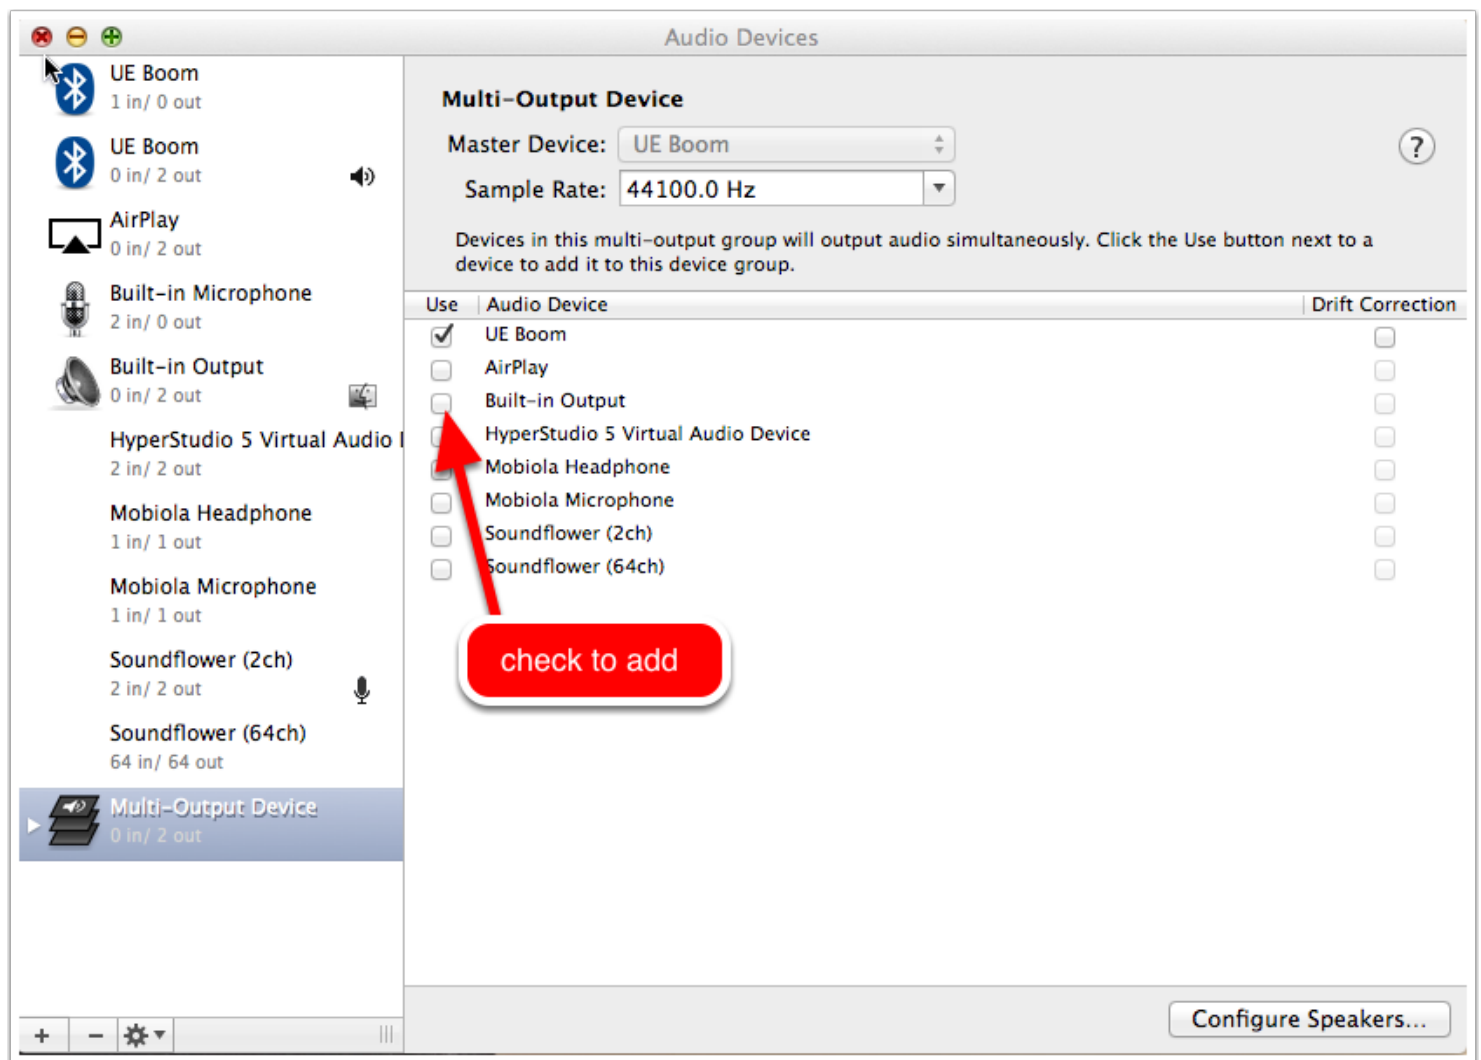 Audio Devices
UE Boom
1 in/ 0 out
UE Boom
0 in/ 2 out
AirPlay
0 in/ 2 out
Built-in Microphone
2 in/ 0 out
Built-in Output
0 in/ 2 out
HyperStudio 5 Virtual Audio
2 in/ 2 out
Mobiola Headphone
1 in/ 1 out
Mobiola Microphone
1 in/ 1 out
Soundflower (2ch)
2 in/ 2 out
Soundflower (64ch)
64 in/ 64 out
Multi-Output Device
0 in/ 2 out
Multi-Output Device
Master Device: UE Boom
?
Sample Rate: 44100.0 Hz
Devices in this multi-output group will output audio simultaneously. Click the Use button next to a
device to add it to this device group.
Use Audio Device Drift Correction
UE Boom
AirPlay
Built-in Output
HyperStudio 5 Virtual Audio Device
Mobiola Headphone
Mobiola Microphone
Soundflower (2ch)
Soundflower (64ch)
check to add
Configure Speakers...